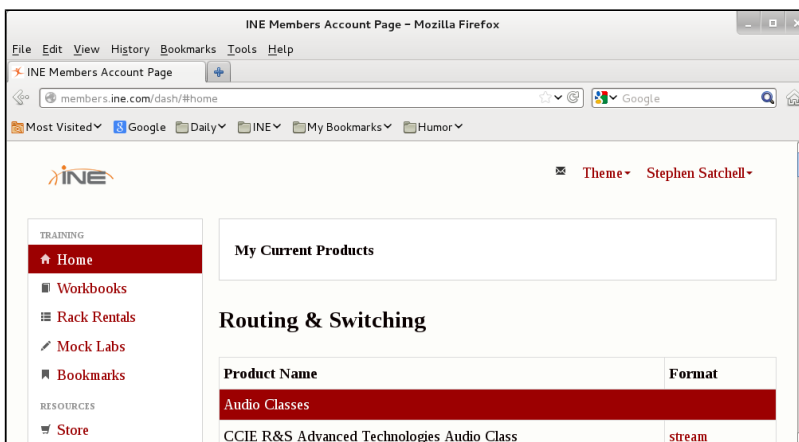 INE Members Account Page - Mozilla Firefox
File Edit View History Bookmarks Tools Help
INE Members Account Page
members.ine.com/dash/#home Google
Most Visited Google Daily INE My Bookmarks Humor
INE Theme Stephen Satchell
TRAINING
Home
Workbooks
Rack Rentals
Mock Labs
Bookmarks
RESOURCES
Store
My Current Products
Routing & Switching
Product Name Format
Audio Classes
CCIE R&S Advanced Technologies Audio Class stream